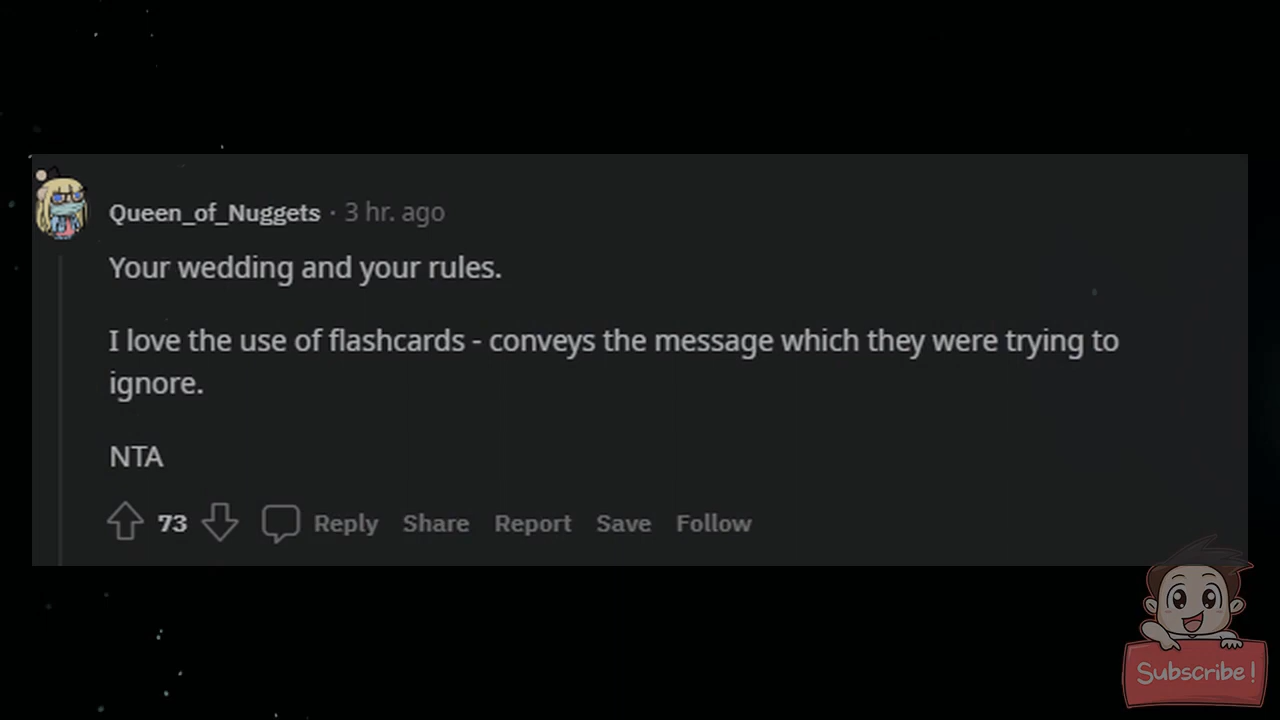 Queen_of_Nuggets · 3 hr. ago
Your wedding and your rules.
I love the use of flashcards - conveys the message which they were trying to
ignore.
NTA
73 Reply Share Report Save Follow
Subscribe!